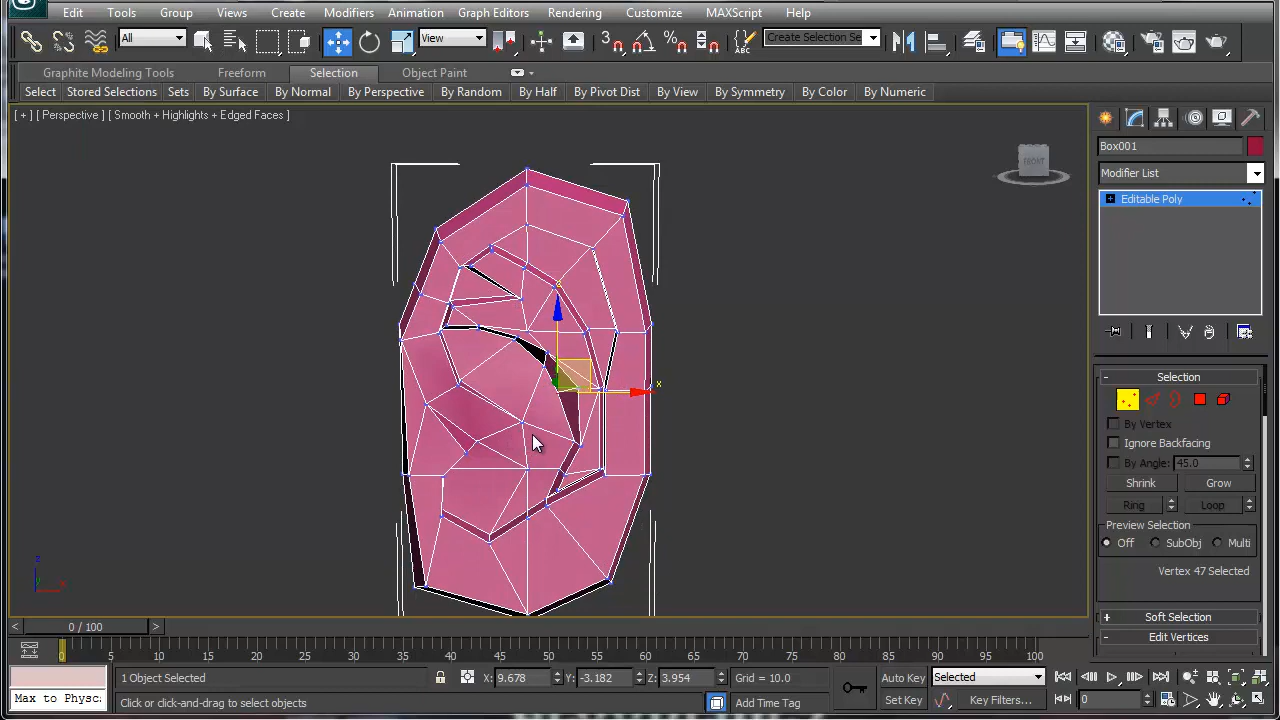 Edit Tools Group Views Create Modifiers Animation Graph Editors Rendering Customize MAXScript Help
All View 3 Create Selection Se
Graphite Modeling Tools Freeform Selection Object Paint
Select Stored Selections Sets By Surface By Normal By Perspective By Random By Half By Pivot Dist By View By Symmetry By Color By Numeric
[ + ] [ Perspective ] [ Smooth + Highlights + Edged Faces ]
FRONT
Box001
Modifier List
Editable Poly
z
x
Selection
By Vertex
Ignore Backfacing
By Angle: 45.0
Shrink Grow
Ring Loop
Preview Selection
Off SubObj Multi
Vertex 47 Selected
Soft Selection
Edit Vertices
z
y x
< 0 / 100 >
0 5 10 15 20 25 30 35 40 45 50 55 60 65 70 75 80 85 90 95 100
1 Object Selected X: 9.678 Y: -3.182 Z: 3.954 Grid = 10.0 Auto Key Selected
Max to Physc Click or click-and-drag to select objects Add Time Tag Set Key Key Filters... 0